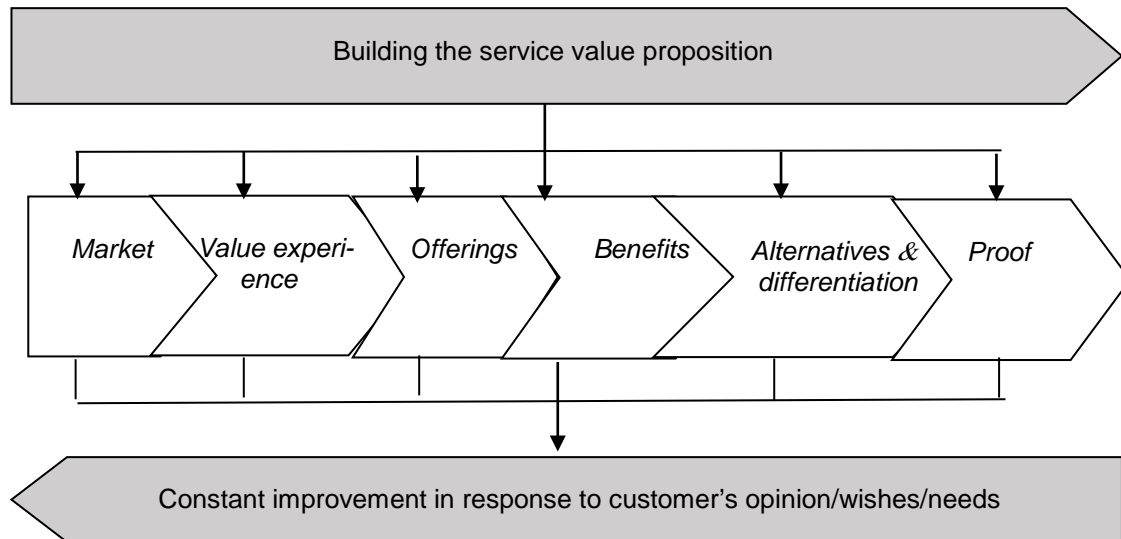 Building the service value proposition
Market
Value experi-
ence
Offerings
Benefits
Alternatives &
differentiation
Proof
Constant improvement in response to customer’s opinion/wishes/needs